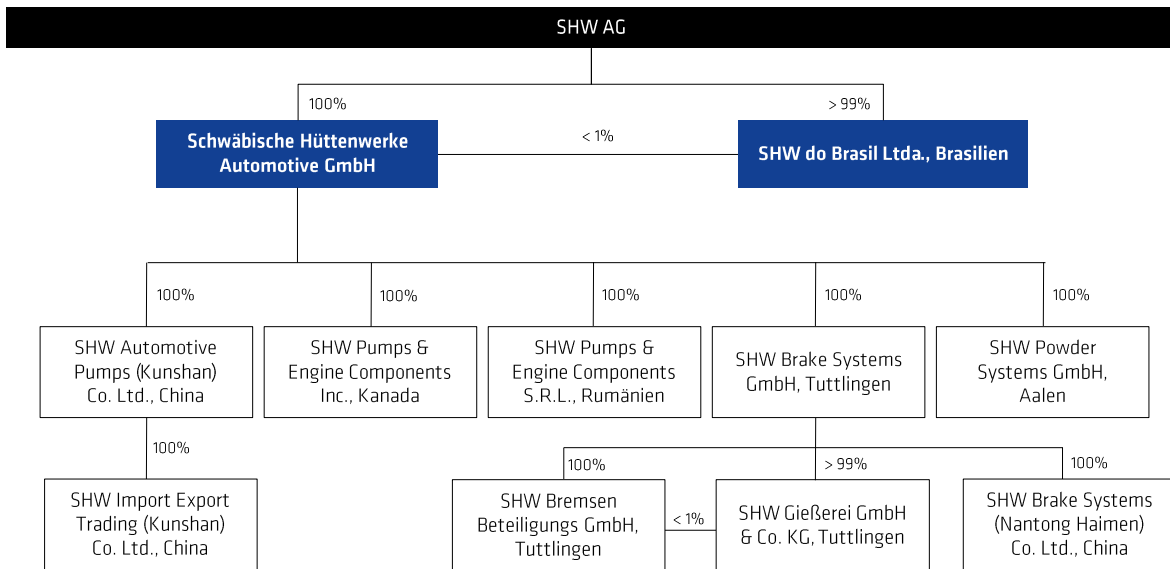 SHW AG
100%
> 99%
Schwäbische Hüttenwerke
Automotive GmbH
< 1%
SHW do Brasil Ltda., Brasilien
100%
100%
100%
100%
100%
SHW Automotive
Pumps (Kunshan)
Co. Ltd., China
SHW Pumps &
Engine Components
Inc., Kanada
SHW Pumps &
Engine Components
S.R.L., Rumänien
SHW Brake Systems
GmbH, Tuttlingen
SHW Powder
Systems GmbH,
Aalen
100%
100%
> 99%
100%
SHW Import Export
Trading (Kunshan)
Co. Ltd., China
SHW Bremsen
Beteiligungs GmbH,
Tuttlingen
< 1%
SHW Gießerei GmbH
& Co. KG, Tuttlingen
SHW Brake Systems
(Nantong Haimen)
Co. Ltd., China